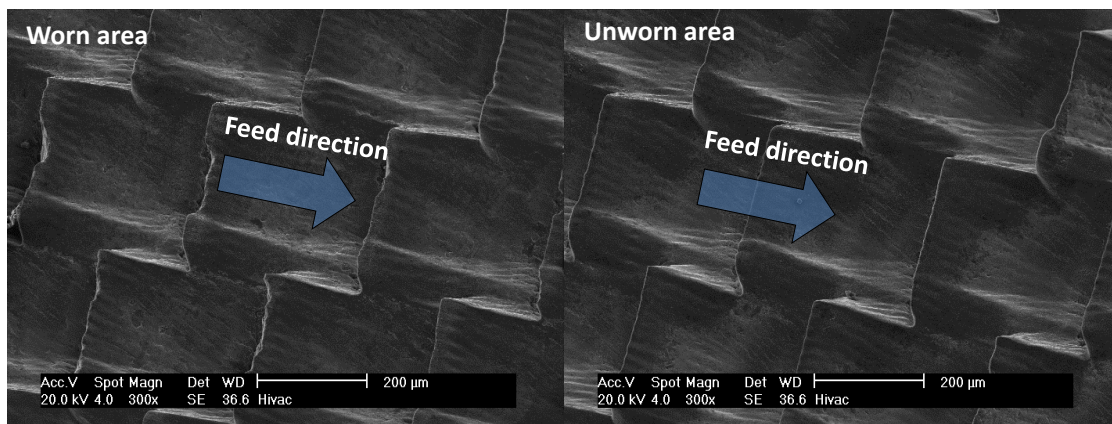 Worn area
Feed direction
Acc.V Spot Magn Det WD 200 µm
20.0 kV 4.0 300x SE 36.6 Hivac
Unworn area
Feed direction
Acc.V Spot Magn Det WD 200 µm
20.0 kV 4.0 300x SE 36.6 Hivac